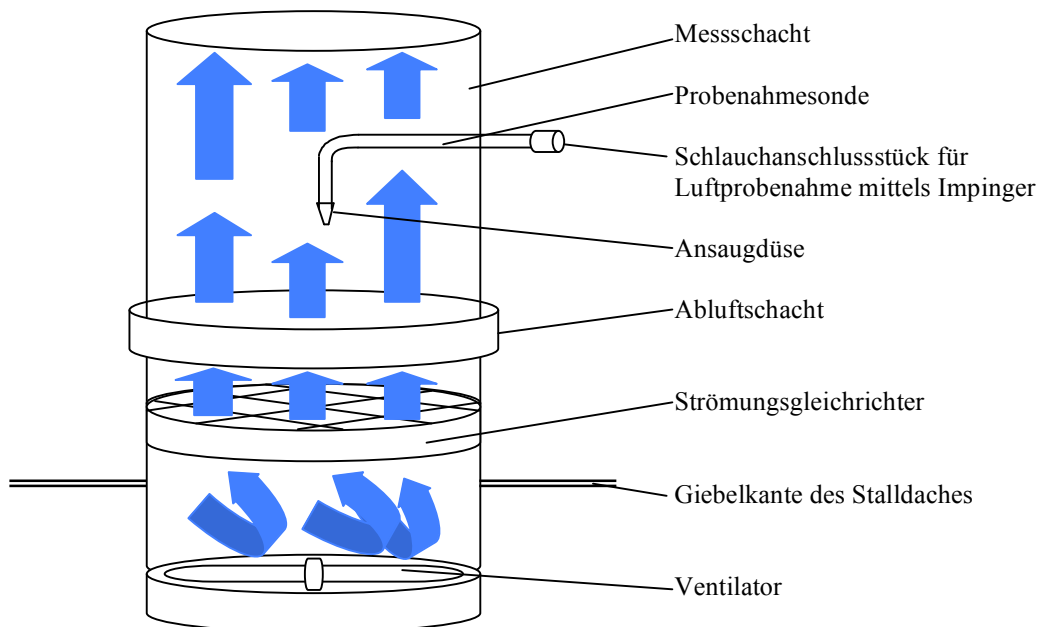 Messschacht
Probenahmesonde
Schlauchanschlussstück für
Luftprobenahme mittels Impinger
Ansaugdüse
Abluftschacht
Strömungsgleichrichter
Giebelkante des Stalldaches
Ventilator